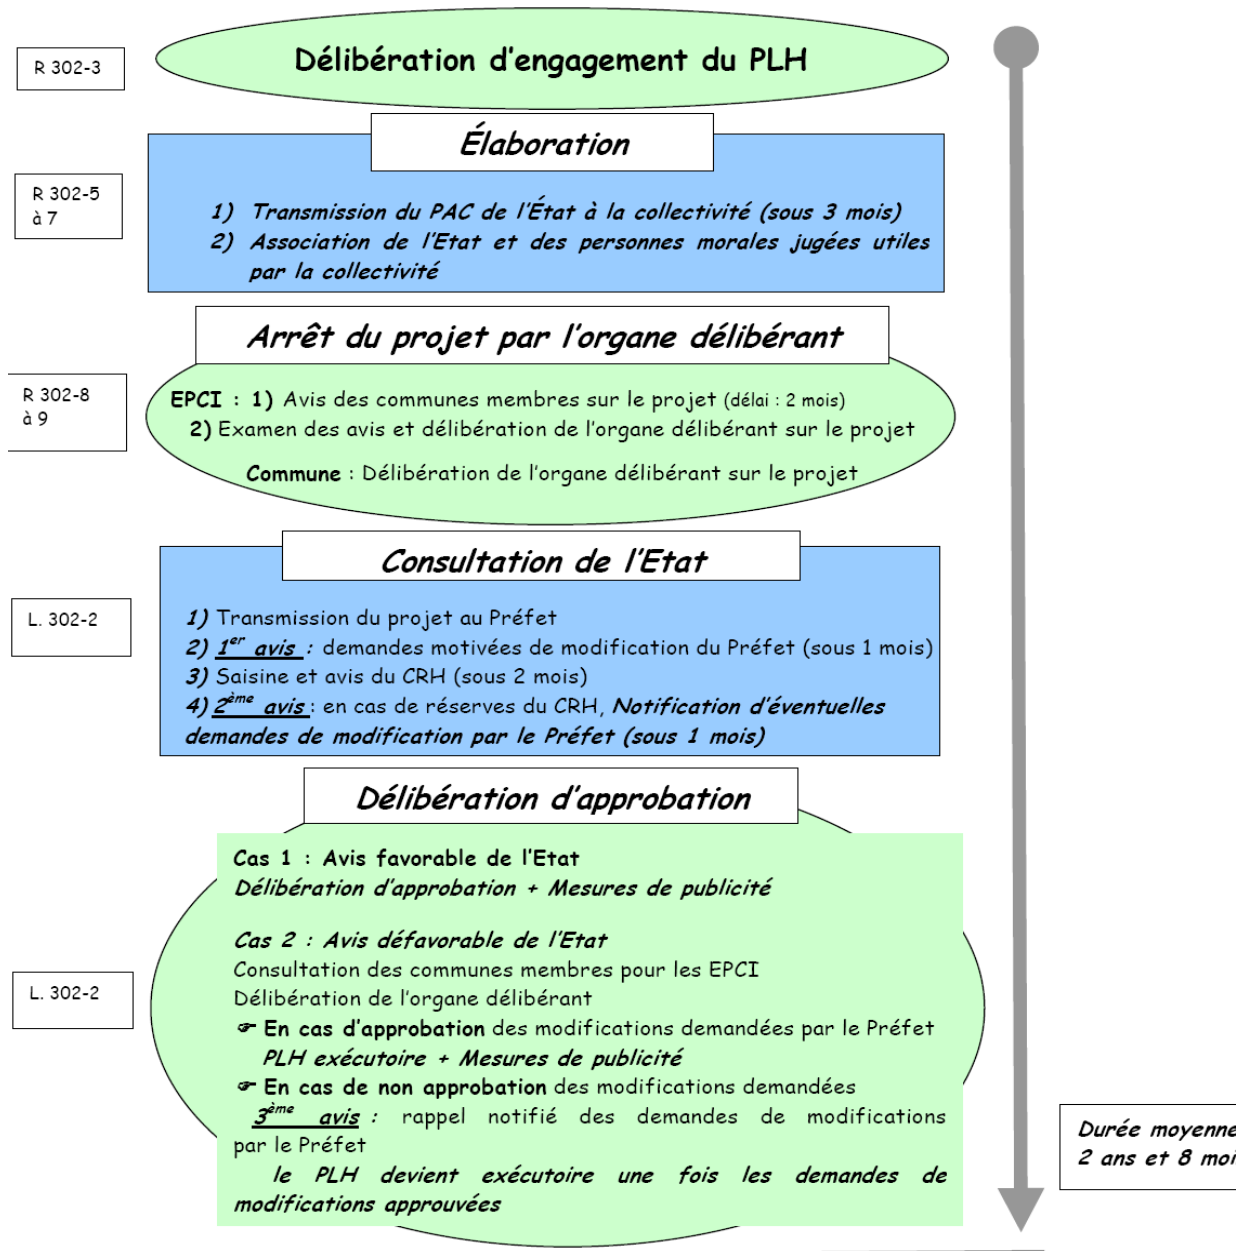 R 302-3
Délibération d'engagement du PLH
Élaboration
R 302-5
à 7
1) Transmission du PAC de l'État à la collectivité (sous 3 mois)
2) Association de l'Etat et des personnes morales jugées utiles
par la collectivité
Arrêt du projet par l'organe délibérant
R 302-8
à 9
EPCI : 1) Avis des communes membres sur le projet (délai : 2 mois)
2) Examen des avis et délibération de l'organe délibérant sur le projet
Commune : Délibération de l'organe délibérant sur le projet
Consultation de l'Etat
L. 302-2
1) Transmission du projet au Préfet
2) 1er avis : demandes motivées de modification du Préfet (sous 1 mois)
3) Saisine et avis du CRH (sous 2 mois)
4) 2ème avis : en cas de réserves du CRH, Notification d'éventuelles
demandes de modification par le Préfet (sous 1 mois)
Délibération d'approbation
L. 302-2
Cas 1 : Avis favorable de l'Etat
Délibération d'approbation + Mesures de publicité
Cas 2 : Avis défavorable de l'Etat
Consultation des communes membres pour les EPCI
Délibération de l'organe délibérant
☞ En cas d'approbation des modifications demandées par le Préfet
PLH exécutoire + Mesures de publicité
☞ En cas de non approbation des modifications demandées
3ème avis : rappel notifié des demandes de modifications
par le Préfet
le PLH devient exécutoire une fois les demandes de
modifications approuvées
Durée moyenne
2 ans et 8 moi